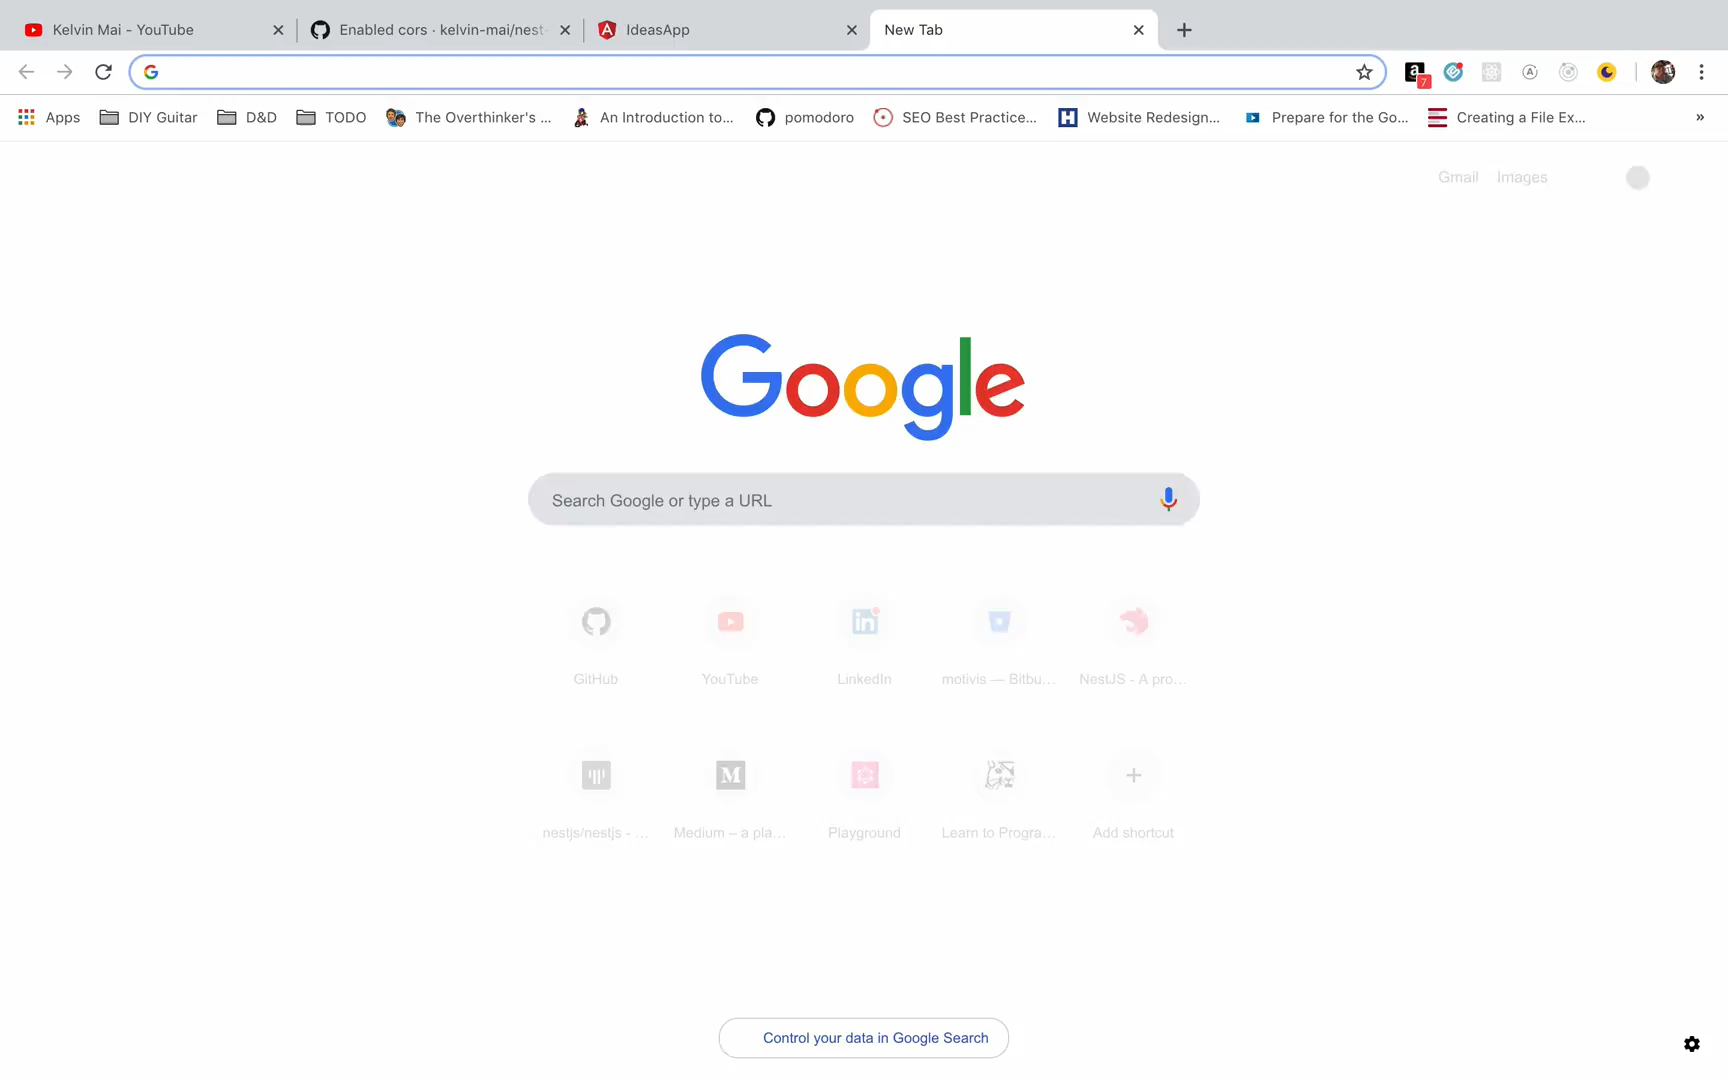 Kelvin Mai - YouTube
Enabled cors · kelvin-mai/nest-
IdeasApp
New Tab
a
7
Apps
DIY Guitar
D&D
TODO
The Overthinker's ...
An Introduction to...
pomodoro
SEO Best Practice...
H
Website Redesign...
Prepare for the Go...
Creating a File Ex...
»
Gmail
Images
Google
Search Google or type a URL
GitHub
YouTube
LinkedIn
motivis — Bitbu...
NestJS - A pro...
nestjs/nestjs - ...
Medium – a pla...
Playground
Learn to Progra...
Add shortcut
Control your data in Google Search